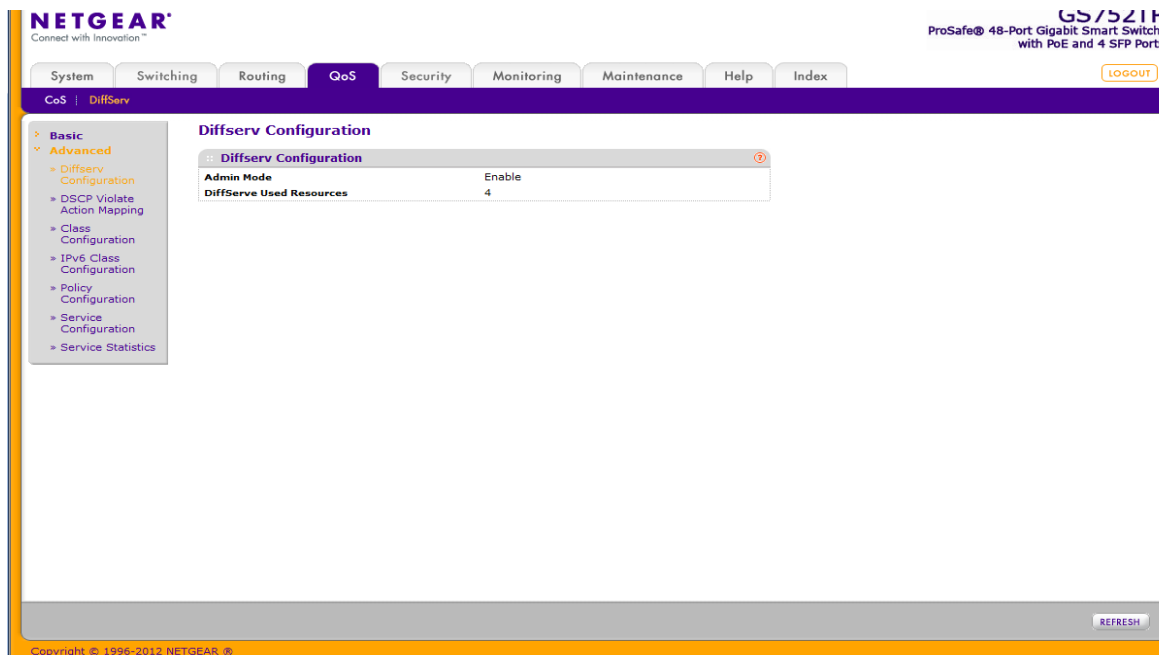 NETGEAR®
Connect with Innovation™
GS752TP
ProSafe® 48-Port Gigabit Smart Switch
with PoE and 4 SFP Port
System Switching Routing QoS Security Monitoring Maintenance Help Index LOGOUT
CoS | DiffServ
Basic
Advanced
» Diffserv
Configuration
» DSCP Violate
Action Mapping
» Class
Configuration
» IPv6 Class
Configuration
» Policy
Configuration
» Service
Configuration
» Service Statistics
Diffserv Configuration
Diffserv Configuration ?
Admin Mode Enable
DiffServe Used Resources 4
REFRESH
Copyright © 1996-2012 NETGEAR ®